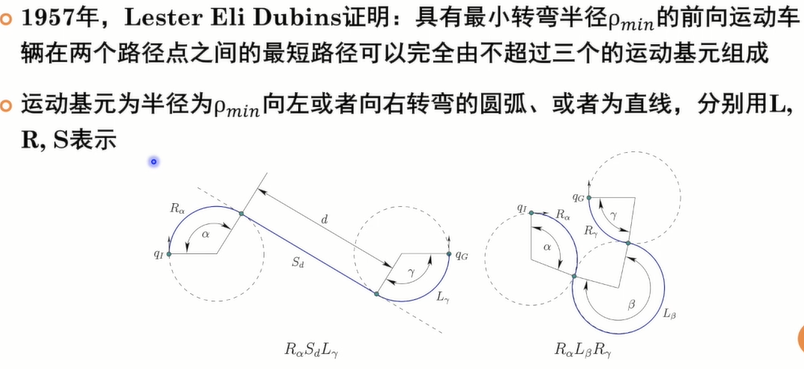 1957年，Lester Eli Dubins证明：具有最小转弯半径ρmin的前向运动车
辆在两个路径点之间的最短路径可以完全由不超过三个的运动基元组成
运动基元为半径为ρmin向左或者向右转弯的圆弧、或者为直线，分别用L,
R, S表示
Rα
α
qI
d
Sd
γ
qG
Lγ
RαSdLγ
qI
Rα
α
qG
γ
Rγ
β
Lβ
RαLβRγ